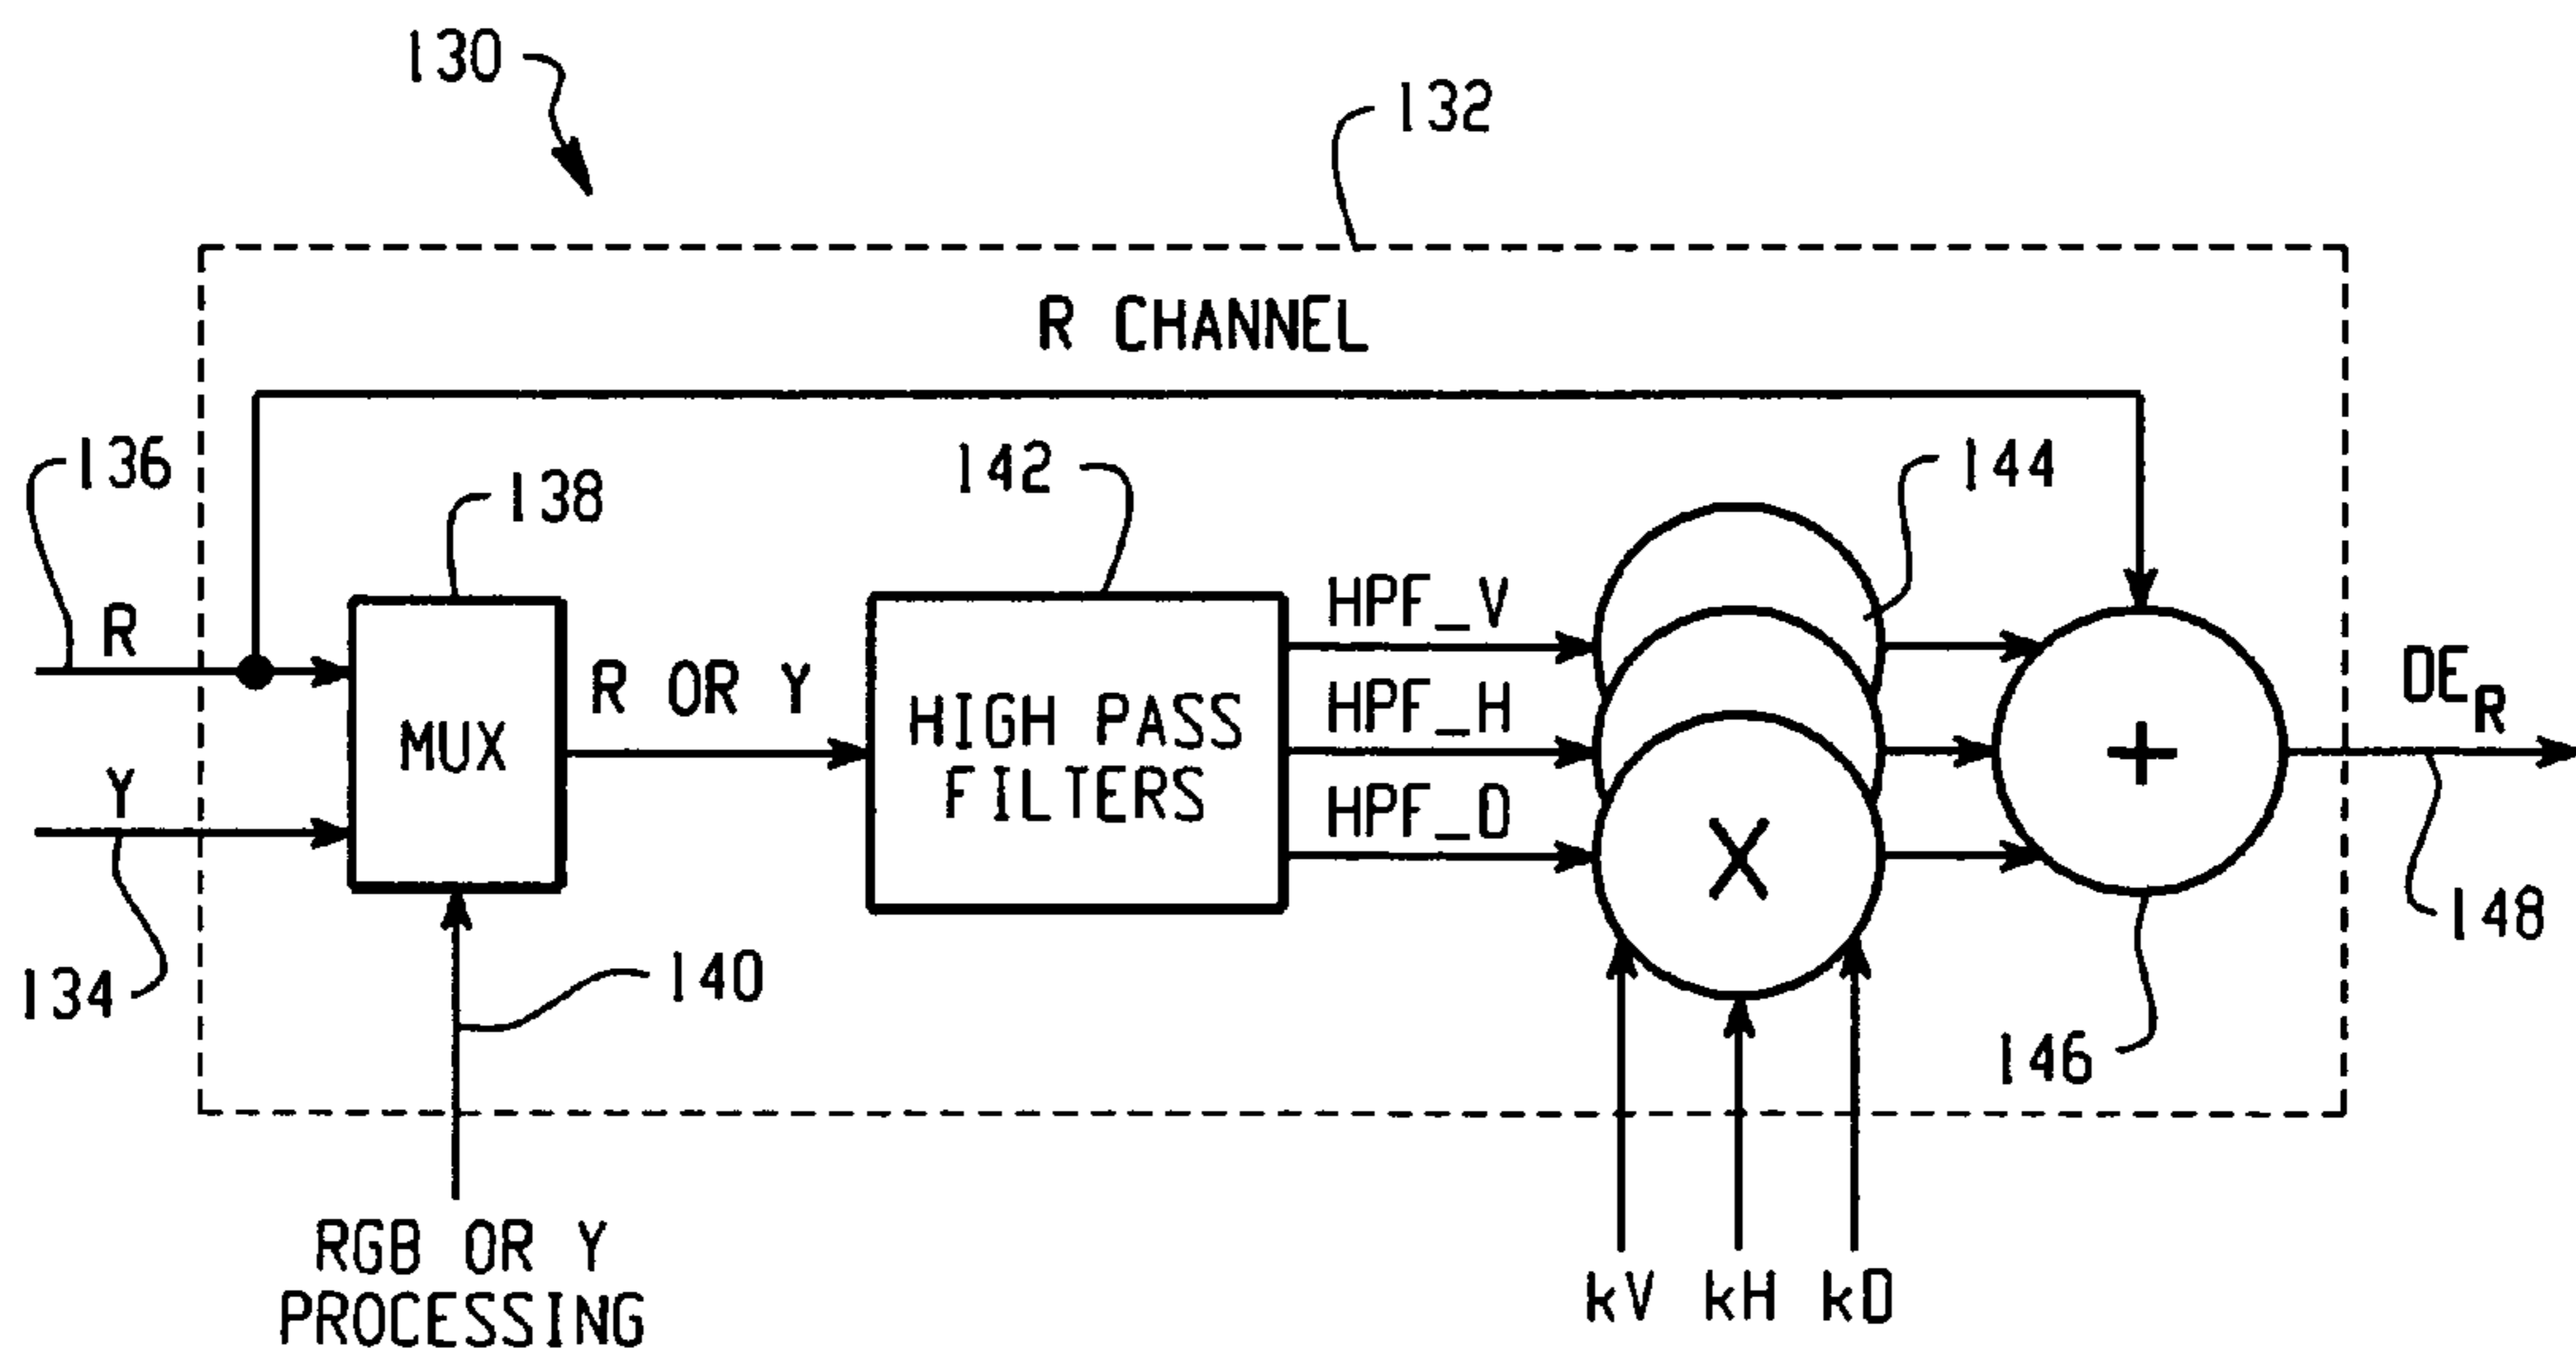 130
132
R CHANNEL
136
138
142
144
R
Y
MUX
R OR Y
HIGH PASS
FILTERS
HPF_V
HPF_H
HPF_D
X
+
DE_R
134
140
146
148
RGB OR Y
PROCESSING
kV kH kD